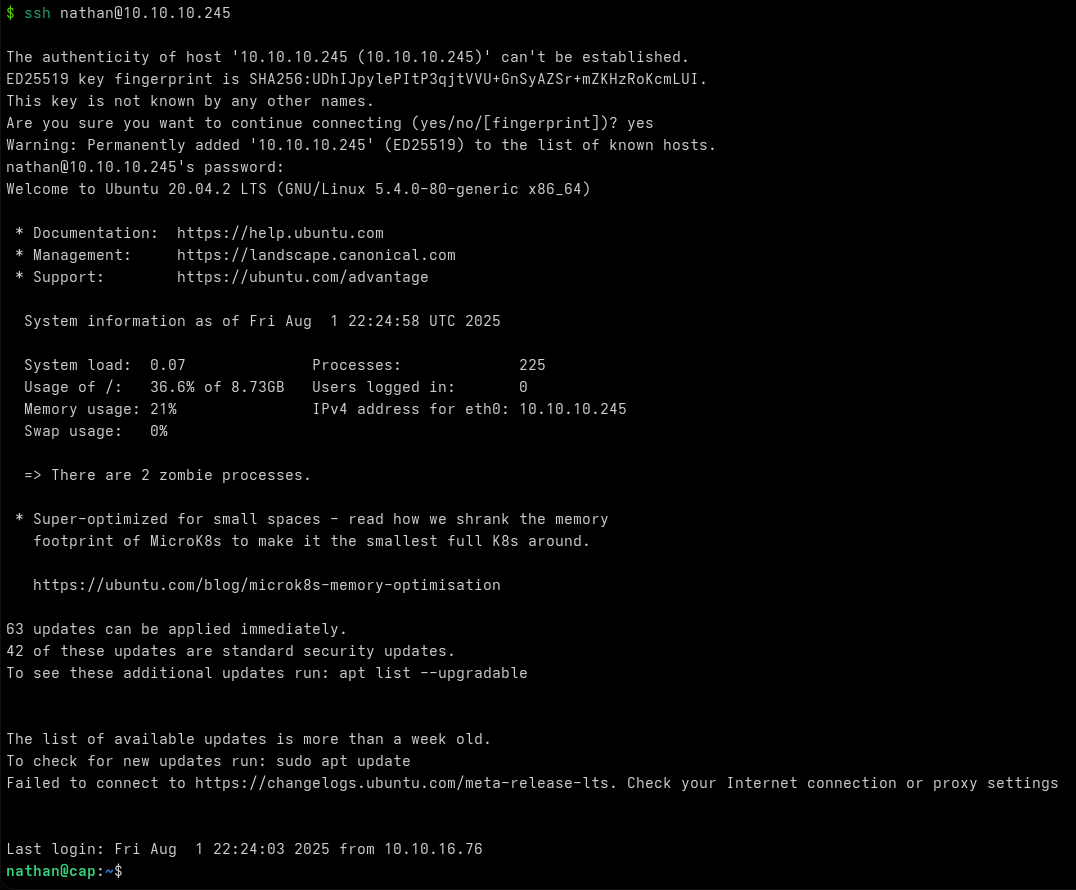 $ ssh nathan@10.10.10.245
The authenticity of host '10.10.10.245 (10.10.10.245)' can't be established.
ED25519 key fingerprint is SHA256:UDhIJpylePItP3qjtVVU+GnSyAZSr+mZKHzRoKcmLUI.
This key is not known by any other names.
Are you sure you want to continue connecting (yes/no/[fingerprint])? yes
Warning: Permanently added '10.10.10.245' (ED25519) to the list of known hosts.
nathan@10.10.10.245's password:
Welcome to Ubuntu 20.04.2 LTS (GNU/Linux 5.4.0-80-generic x86_64)
* Documentation:  https://help.ubuntu.com
* Management:     https://landscape.canonical.com
* Support:        https://ubuntu.com/advantage
System information as of Fri Aug  1 22:24:58 UTC 2025
System load:  0.07              Processes:             225
Usage of /:   36.6% of 8.73GB   Users logged in:       0
Memory usage: 21%               IPv4 address for eth0: 10.10.10.245
Swap usage:   0%
=> There are 2 zombie processes.
* Super-optimized for small spaces - read how we shrank the memory
footprint of MicroK8s to make it the smallest full K8s around.
https://ubuntu.com/blog/microk8s-memory-optimisation
63 updates can be applied immediately.
42 of these updates are standard security updates.
To see these additional updates run: apt list --upgradable
The list of available updates is more than a week old.
To check for new updates run: sudo apt update
Failed to connect to https://changelogs.ubuntu.com/meta-release-lts. Check your Internet connection or proxy settings
Last login: Fri Aug  1 22:24:03 2025 from 10.10.16.76
nathan@cap:~$